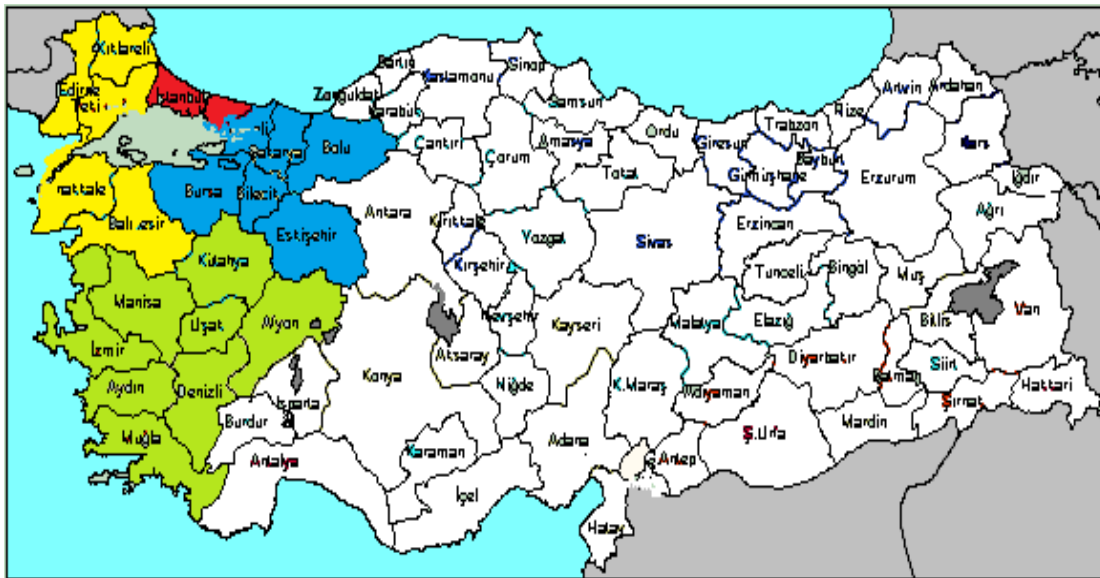 Kırklareli
Bartın
Sinop
Kastamonu
Edirne
İstanbul
Zonguldak
Karabük
Samsun
Rize
Artvin
Ardahan
Trabzon
Ordu
Giresun
Bolu
Sakarya
Çankırı
Çorum
Amasya
Tokat
Gümüşhane
Bayburt
Kars
Erzurum
Iğdır
Bursa
Bilecik
Ankara
Kırıkkale
Yozgat
Sivas
Erzincan
Ağrı
Balıkesir
Eskişehir
Kütahya
Kırşehir
Tunceli
Bingöl
Muş
Manisa
Uşak
Afyon
Nevşehir
Kayseri
Malatya
Elazığ
Bitlis
Van
İzmir
Aksaray
Diyarbakır
Batman
Siirt
Aydın
Denizli
Konya
Niğde
K.Maraş
Adıyaman
Şırnak
Hakkari
Burdur
Isparta
Mardin
Muğla
Antalya
Karaman
Adana
Antep
Ş.Urfa
İçel
Hatay